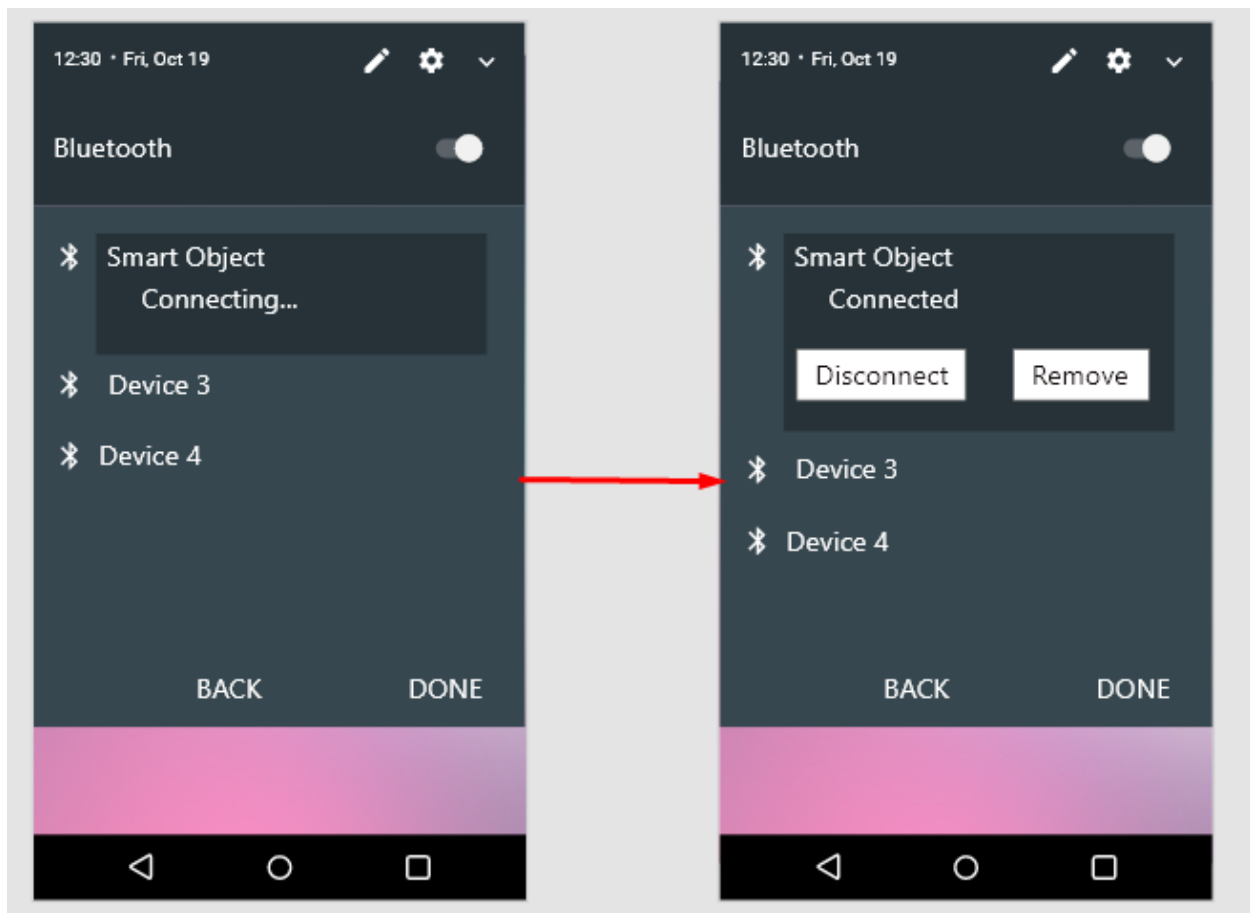 12:30 • Fri, Oct 19
Bluetooth
Smart Object
Connecting...
Device 3
Device 4
BACK DONE
12:30 • Fri, Oct 19
Bluetooth
Smart Object
Connected
Disconnect Remove
Device 3
Device 4
BACK DONE